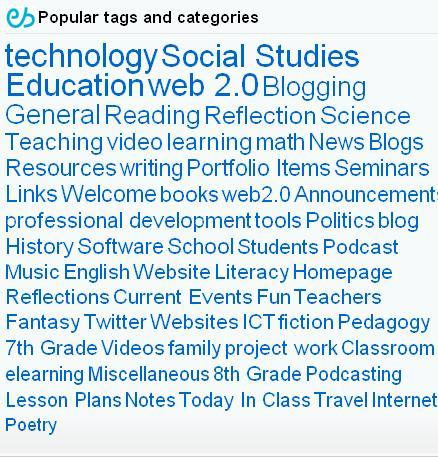 eb Popular tags and categories
technology Social Studies
Education web 2.0 Blogging
General Reading Reflection Science
Teaching video learning math News Blogs
Resources writing Portfolio Items Seminars
Links Welcome books web2.0 Announcements
professional development tools Politics blog
History Software School Students Podcast
Music English Website Literacy Homepage
Reflections Current Events Fun Teachers
Fantasy Twitter Websites ICT fiction Pedagogy
7th Grade Videos family project work Classroom
elearning Miscellaneous 8th Grade Podcasting
Lesson Plans Notes Today In Class Travel Internet
Poetry